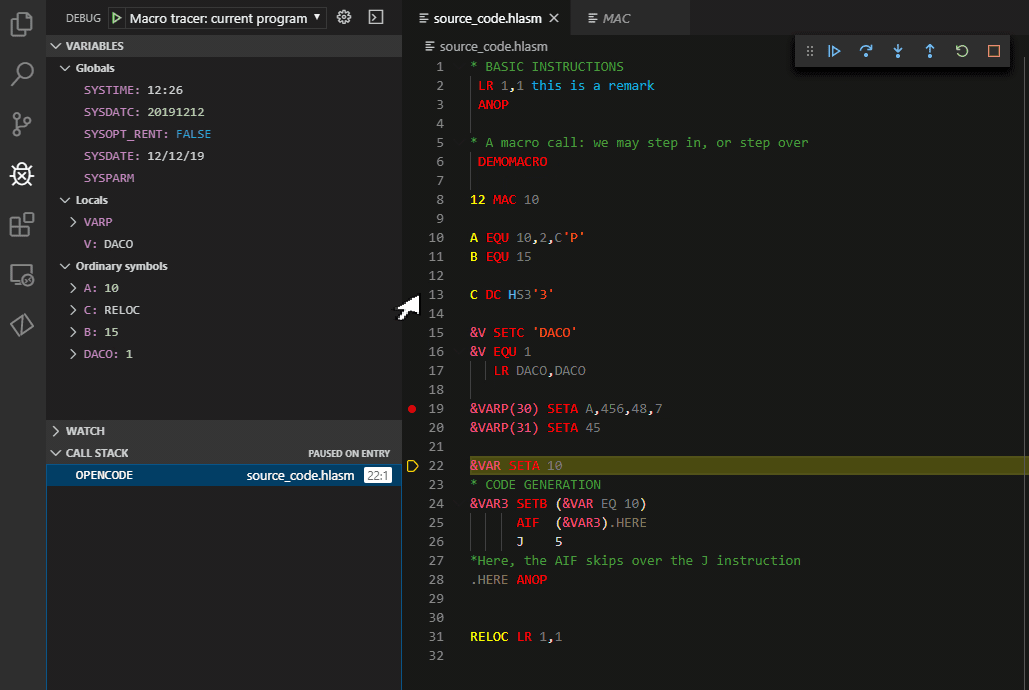 DEBUG Macro tracer: current program
VARIABLES
Globals
SYSTIME: 12:26
SYSDATC: 20191212
SYSOPT_RENT: FALSE
SYSDATE: 12/12/19
SYSPARM
Locals
VARP
V: DACO
Ordinary symbols
A: 10
C: RELOC
B: 15
DACO: 1
WATCH
CALL STACK PAUSED ON ENTRY
OPENCODE source_code.hlasm 22:1
source_code.hlasm MAC
source_code.hlasm
1 * BASIC INSTRUCTIONS
2 LR 1,1 this is a remark
3 ANOP
4
5 * A macro call: we may step in, or step over
6 DEMOMACRO
7
8 12 MAC 10
9
10 A EQU 10,2,C'P'
11 B EQU 15
12
13 C DC HS3'3'
14
15 &V SETC 'DACO'
16 &V EQU 1
17 LR DACO,DACO
18
19 &VARP(30) SETA A,456,48,7
20 &VARP(31) SETA 45
21
22 &VAR SETA 10
23 * CODE GENERATION
24 &VAR3 SETB (&VAR EQ 10)
25 AIF (&VAR3).HERE
26 J 5
27 *Here, the AIF skips over the J instruction
28 .HERE ANOP
29
30
31 RELOC LR 1,1
32